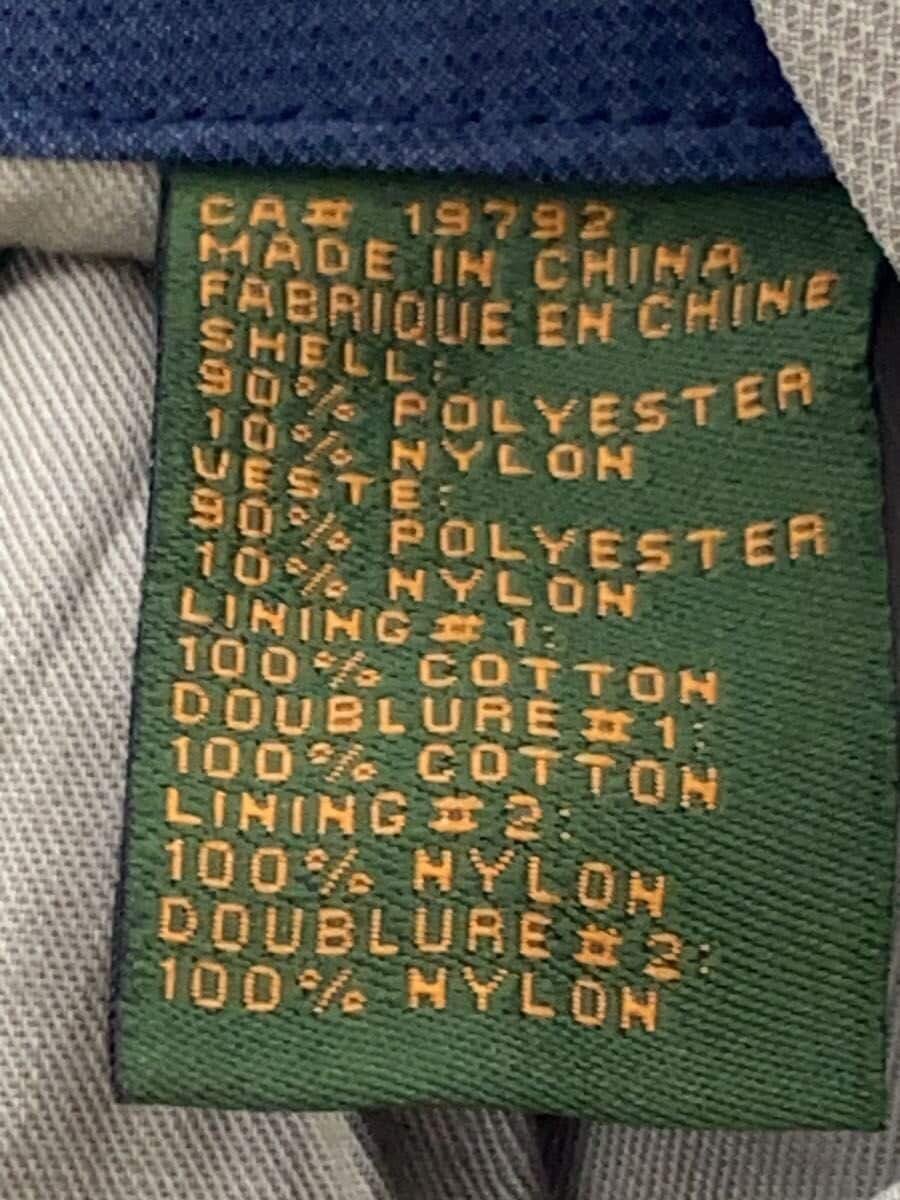 CA# 19792
MADE IN CHINA
FABRIQUE EN CHINE
SHELL:
90% POLYESTER
10% NYLON
VESTE:
90% POLYESTER
10% NYLON
LINING #1:
100% COTTON
DOUBLURE #1:
100% COTTON
LINING #2:
100% NYLON
DOUBLURE #2:
100% NYLON